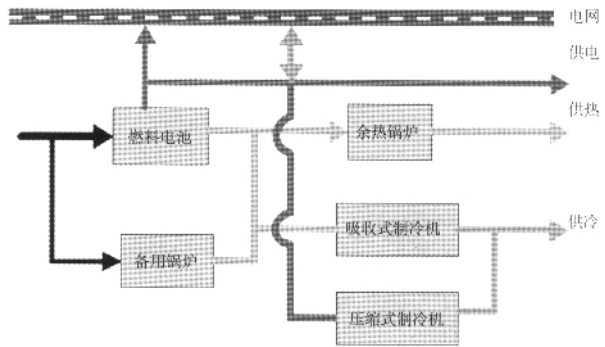 电网
供电
供热
燃料电池
余热锅炉
吸收式制冷机
供冷
备用锅炉
压缩式制冷机